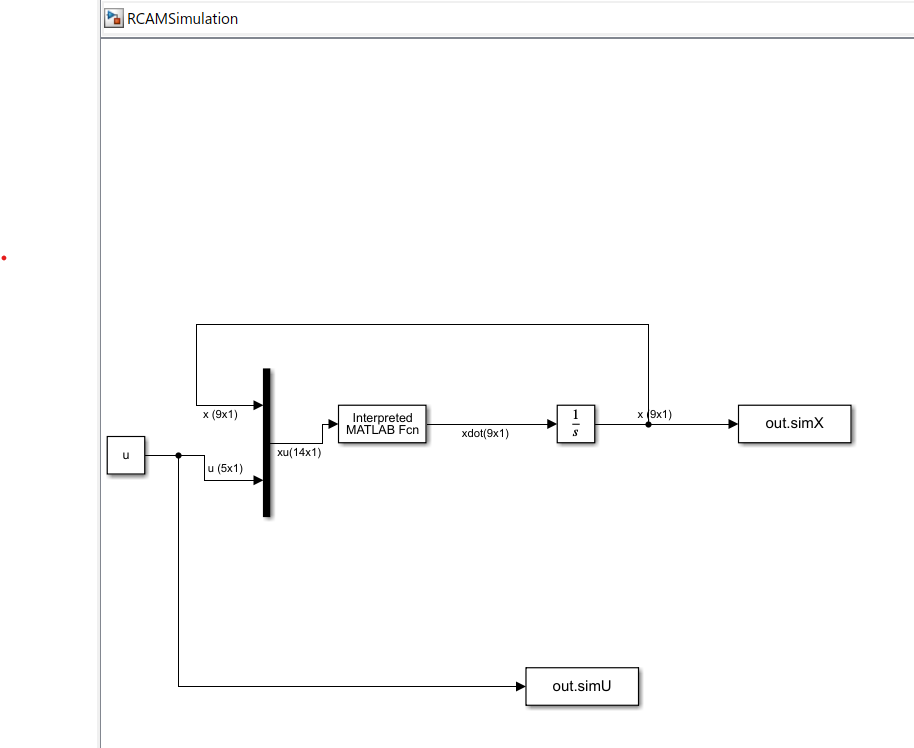 RCAMSimulation
x (9x1)
u
u (5x1)
xu(14x1)
Interpreted
MATLAB Fcn
xdot(9x1)
1
s
x (9x1)
out.simX
out.simU